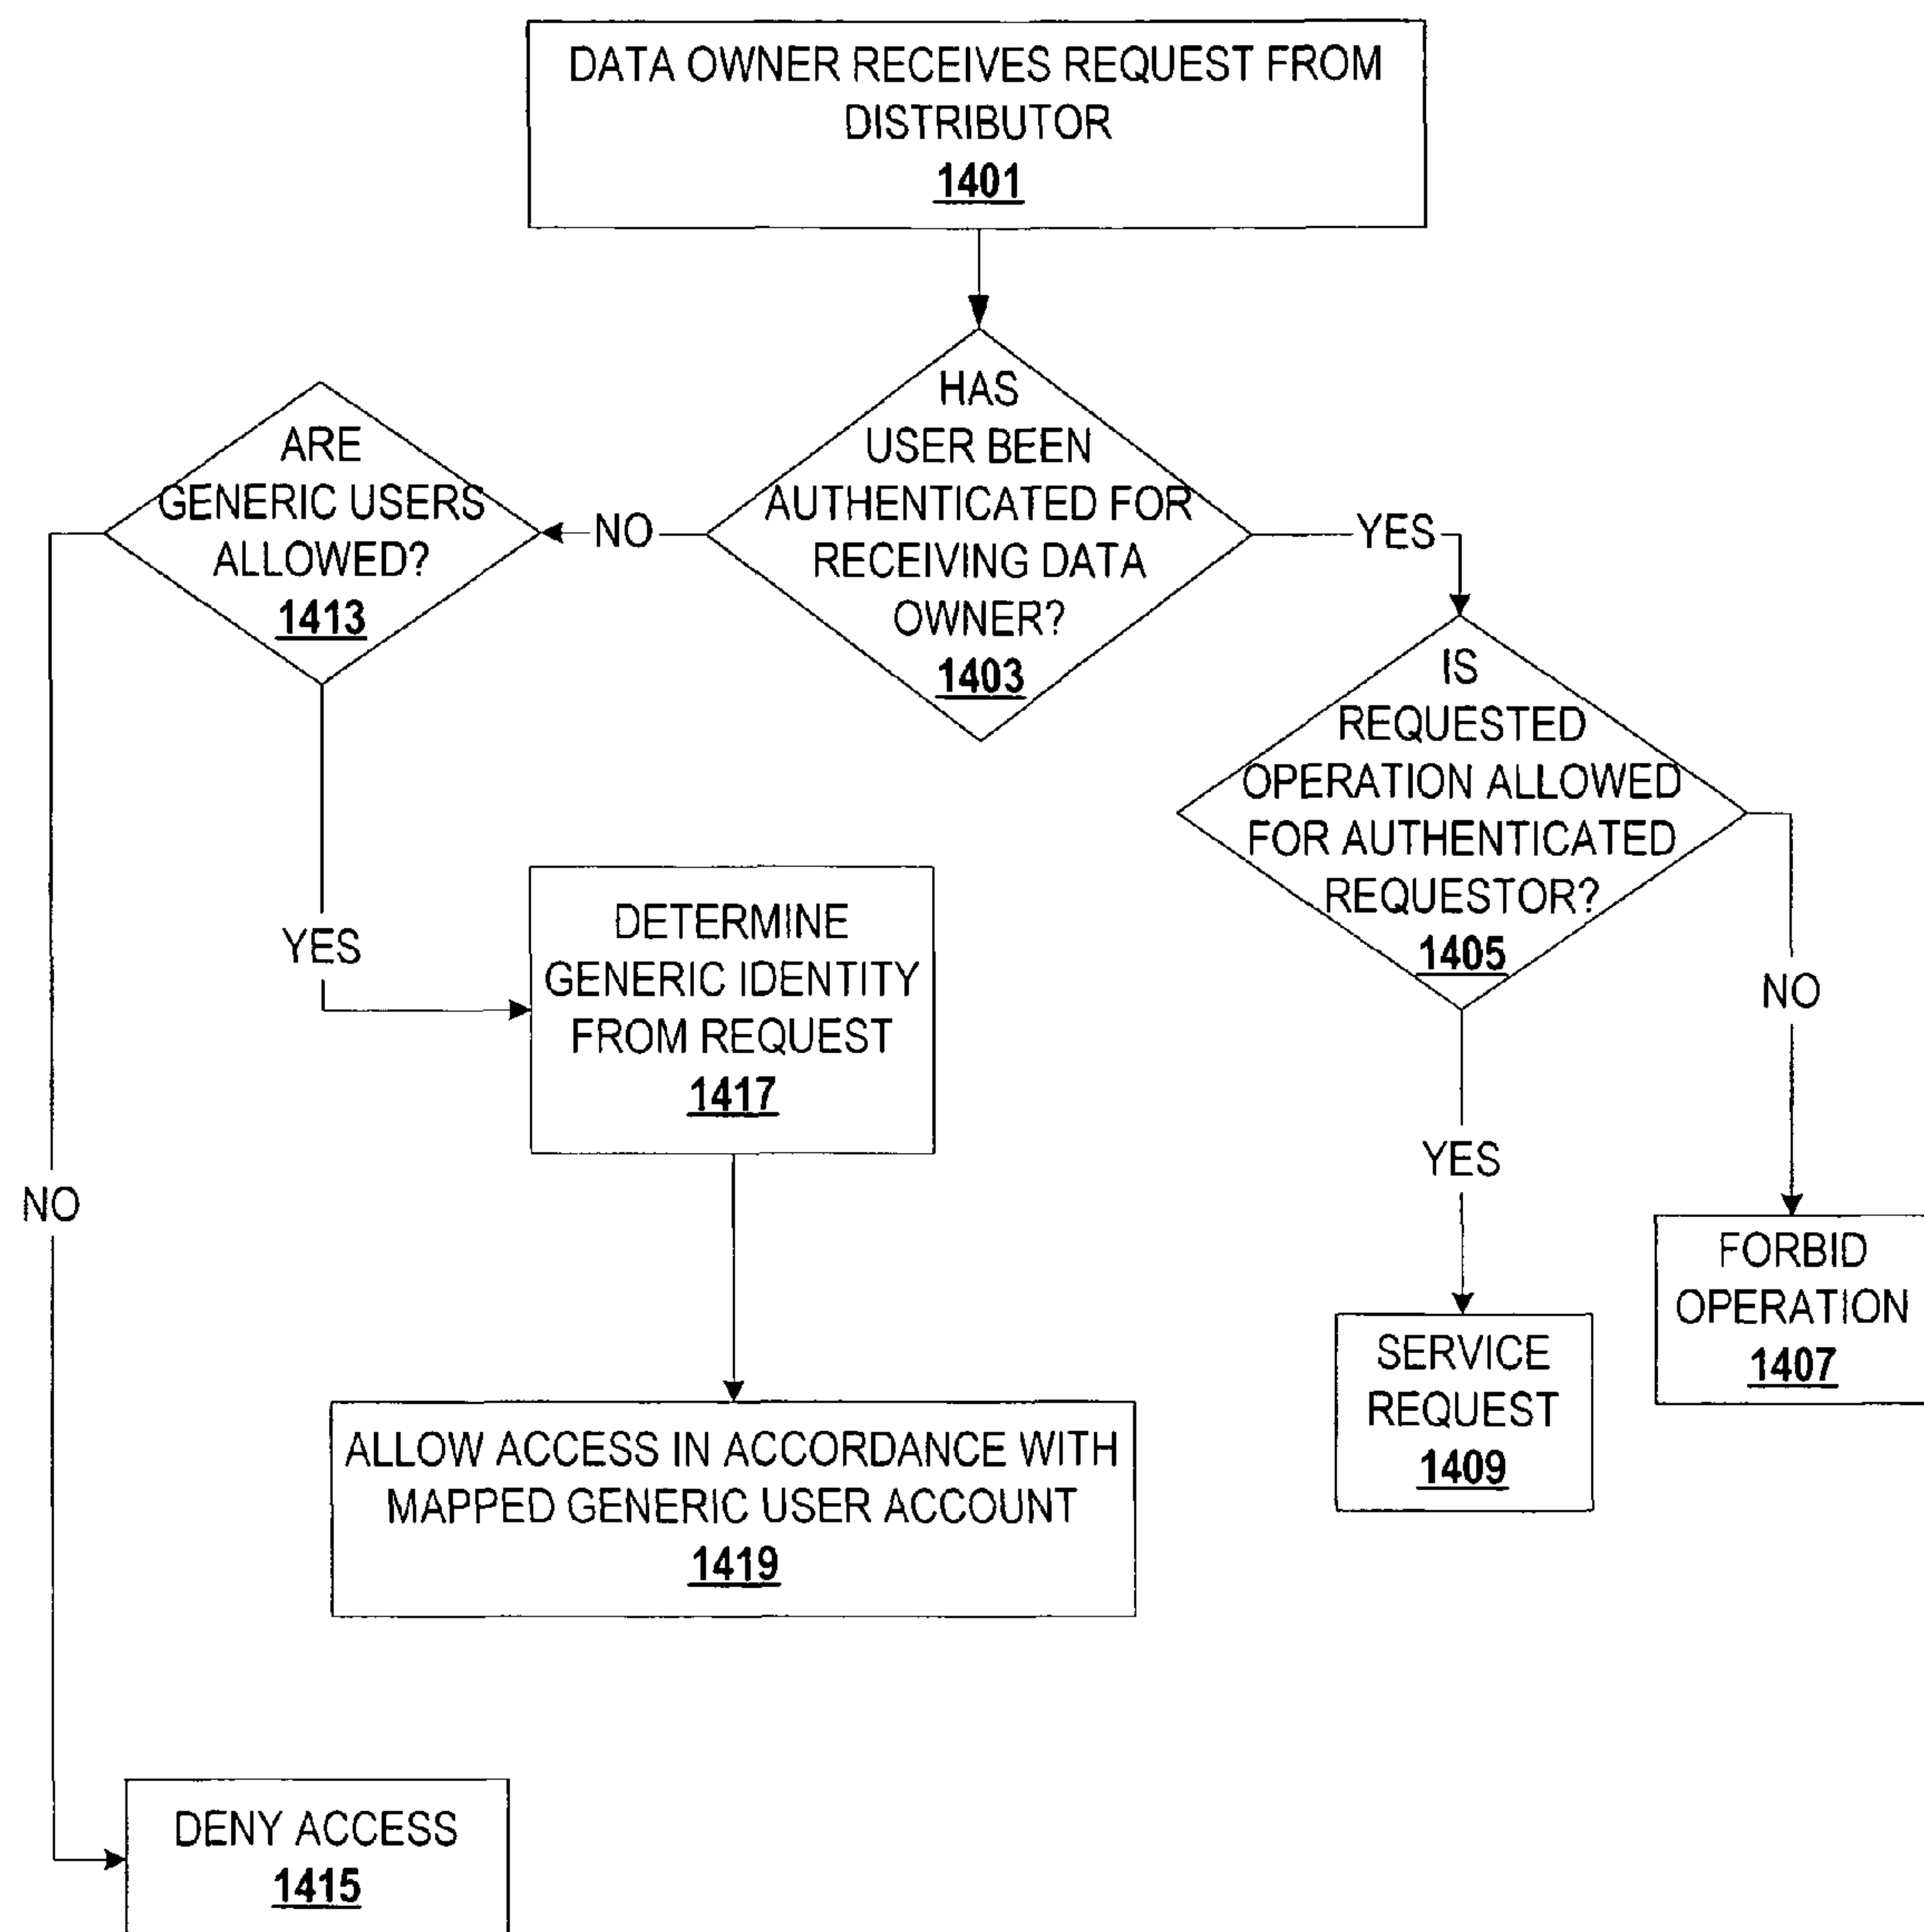 DATA OWNER RECEIVES REQUEST FROM
DISTRIBUTOR
1401
HAS
USER BEEN
AUTHENTICATED FOR
RECEIVING DATA
OWNER?
1403
NO
YES
ARE
GENERIC USERS
ALLOWED?
1413
IS
REQUESTED
OPERATION ALLOWED
FOR AUTHENTICATED
REQUESTOR?
1405
YES
DETERMINE
GENERIC IDENTITY
FROM REQUEST
1417
NO
YES
NO
FORBID
OPERATION
1407
SERVICE
REQUEST
1409
ALLOW ACCESS IN ACCORDANCE WITH
MAPPED GENERIC USER ACCOUNT
1419
DENY ACCESS
1415